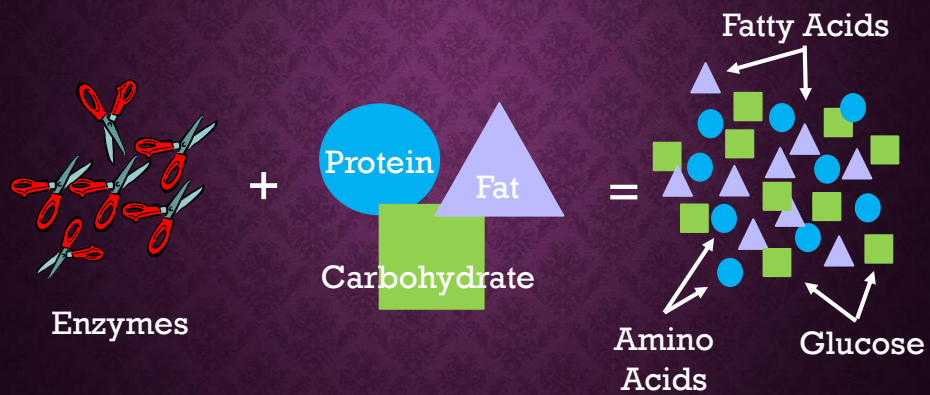 Fatty Acids
Protein
+
Fat
=
Carbohydrate
Enzymes
Amino
Acids
Glucose